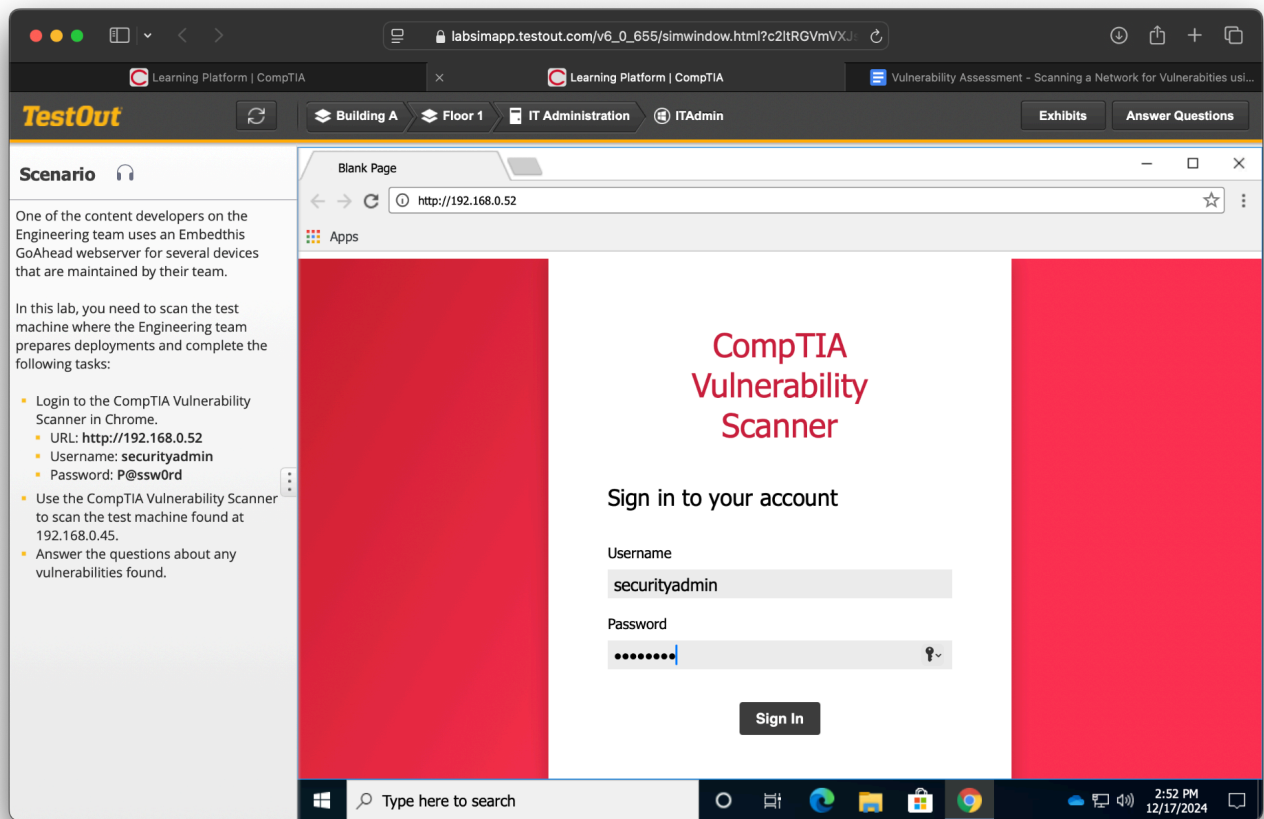 labsimapp.testout.com/v6_0_655/simwindow.html?c2ltRGVmVXJ
Learning Platform | CompTIA
Learning Platform | CompTIA
Vulnerability Assessment - Scanning a Network for Vulnerabities usi...
TestOut
Building A
Floor 1
IT Administration
ITAdmin
Exhibits
Answer Questions
Scenario
One of the content developers on the
Engineering team uses an Embedthis
GoAhead webserver for several devices
that are maintained by their team.
In this lab, you need to scan the test
machine where the Engineering team
prepares deployments and complete the
following tasks:
Login to the CompTIA Vulnerability
Scanner in Chrome.
URL: http://192.168.0.52
Username: securityadmin
Password: P@ssw0rd
Use the CompTIA Vulnerability Scanner
to scan the test machine found at
192.168.0.45.
Answer the questions about any
vulnerabilities found.
Blank Page
http://192.168.0.52
Apps
CompTIA
Vulnerability
Scanner
Sign in to your account
Username
securityadmin
Password
••••••••
Sign In
Type here to search
2:52 PM
12/17/2024